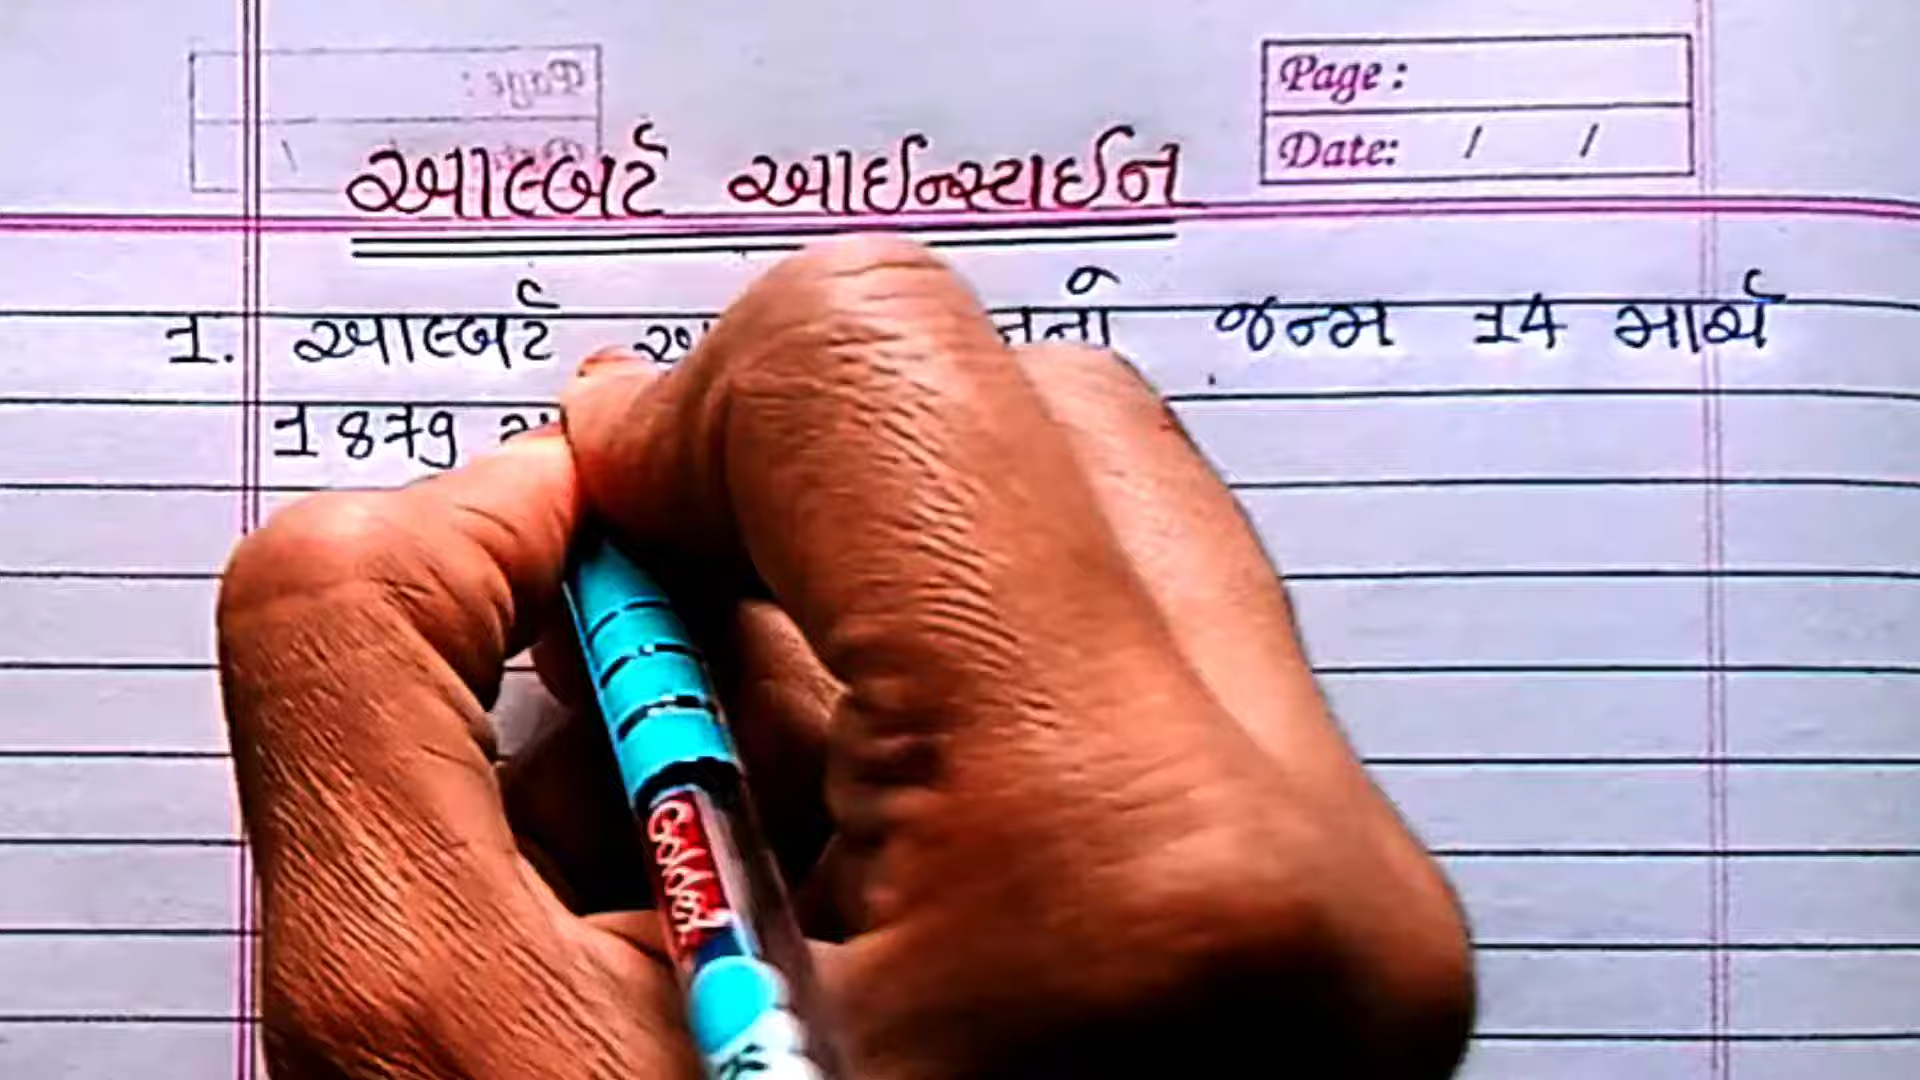 Page:
Date: / /
આલ્બર્ટ આઈન્સ્ટાઈન
1. આલ્બર્ટ જન્મ 14 માર્ચ
1879